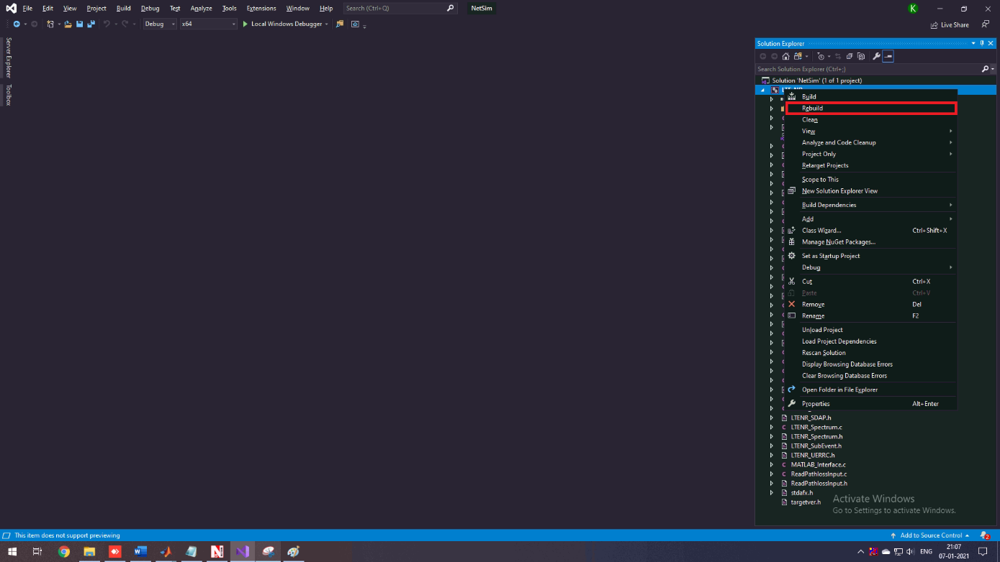 File Edit View Project Build Debug Test Analyze Tools Extensions Window Help Search (Ctrl+Q) NetSim K
Debug x64 Local Windows Debugger Live Share
Server Explorer
Toolbox
Solution Explorer
Search Solution Explorer (Ctrl+;)
Solution 'NetSim' (1 of 1 project)
Build
Rebuild
Clean
View
Analyze and Code Cleanup
Project Only
Retarget Projects
Scope to This
New Solution Explorer View
Build Dependencies
Add
Class Wizard... Ctrl+Shift+X
Manage NuGet Packages...
Set as Startup Project
Debug
Cut Ctrl+X
Paste Ctrl+V
Remove Del
Rename F2
Unload Project
Load Project Dependencies
Rescan Solution
Display Browsing Database Errors
Clear Browsing Database Errors
Open Folder in File Explorer
Properties Alt+Enter
LTENR_SDAP.h
LTENR_Spectrum.c
LTENR_Spectrum.h
LTENR_SubEvent.h
LTENR_UERRC.h
MATLAB_Interface.c
ReadPathlossInput.c
ReadPathlossInput.h
stdafx.h
targetver.h
Activate Windows
Go to Settings to activate Windows.
This item does not support previewing Add to Source Control 2
ENG 21:07
07-01-2021